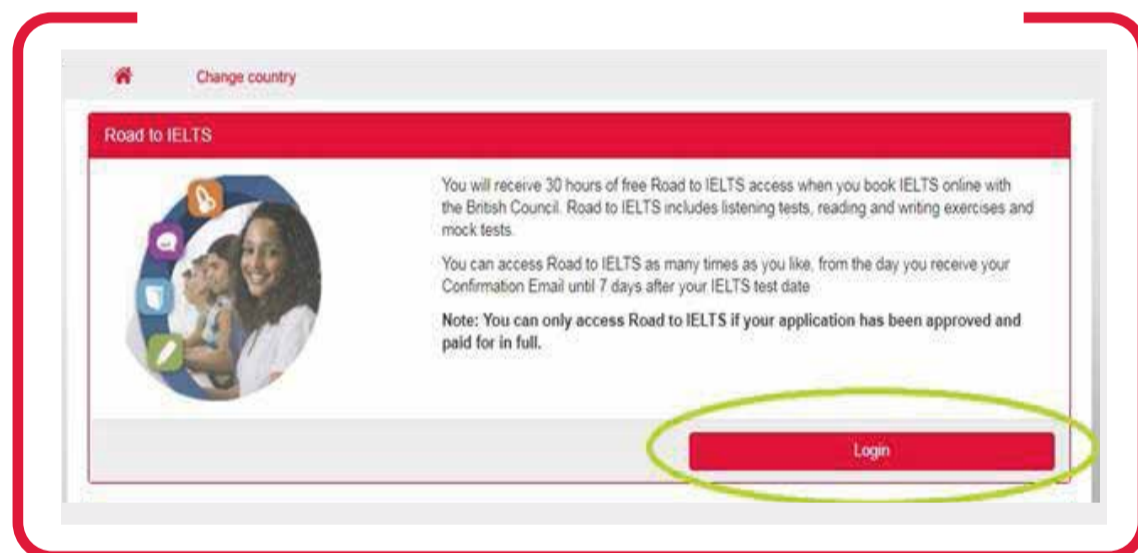 Change country
Road to IELTS
You will receive 30 hours of free Road to IELTS access when you book IELTS online with
the British Council. Road to IELTS includes listening tests, reading and writing exercises and
mock tests.
You can access Road to IELTS as many times as you like, from the day you receive your
Confirmation Email until 7 days after your IELTS test date
Note: You can only access Road to IELTS if your application has been approved and
paid for in full.
Login